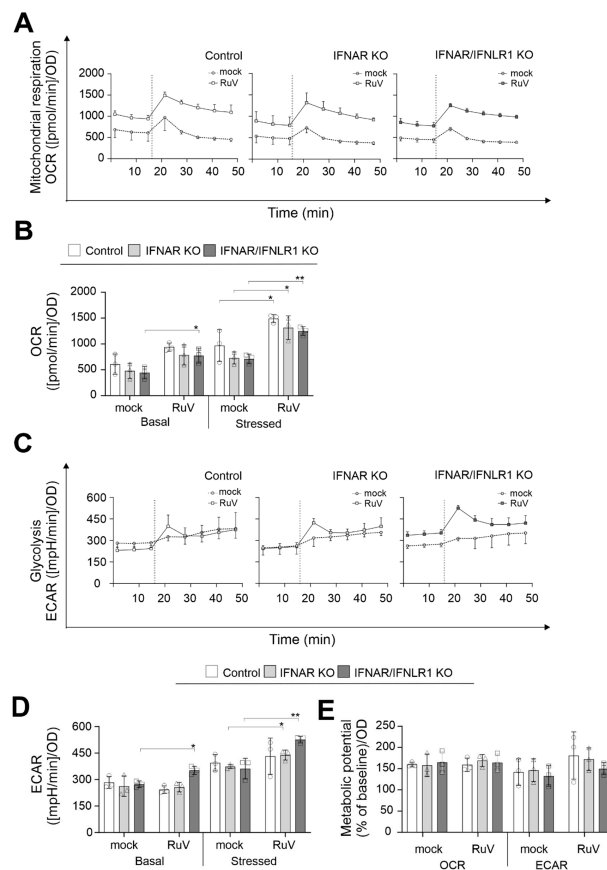 A
Control
IFNAR KO
IFNAR/IFNLR1 KO
Mitochondrial respiration
OCR ([pmol/min]/OD)
mock
RuV
mock
RuV
mock
RuV
2000
1500
1000
500
0
10 20 30 40 50
10 20 30 40 50
10 20 30 40 50
Time (min)
B
Control IFNAR KO IFNAR/IFNLR1 KO
OCR
([pmol/min]/OD)
2000
1500
1000
500
0
*
*
*
**
mock RuV mock RuV
Basal Stressed
C
Control
IFNAR KO
IFNAR/IFNLR1 KO
Glycolysis
ECAR ([mpH/min]/OD)
mock
RuV
mock
RuV
mock
RuV
600
450
300
150
0
10 20 30 40 50
10 20 30 40 50
10 20 30 40 50
Time (min)
Control IFNAR KO IFNAR/IFNLR1 KO
D
ECAR
([mpH/min]/OD)
600
450
300
150
0
*
*
**
mock RuV mock RuV
Basal Stressed
E
Metabolic potential
(% of baseline)/OD
250
200
150
100
50
0
mock RuV mock RuV
OCR ECAR